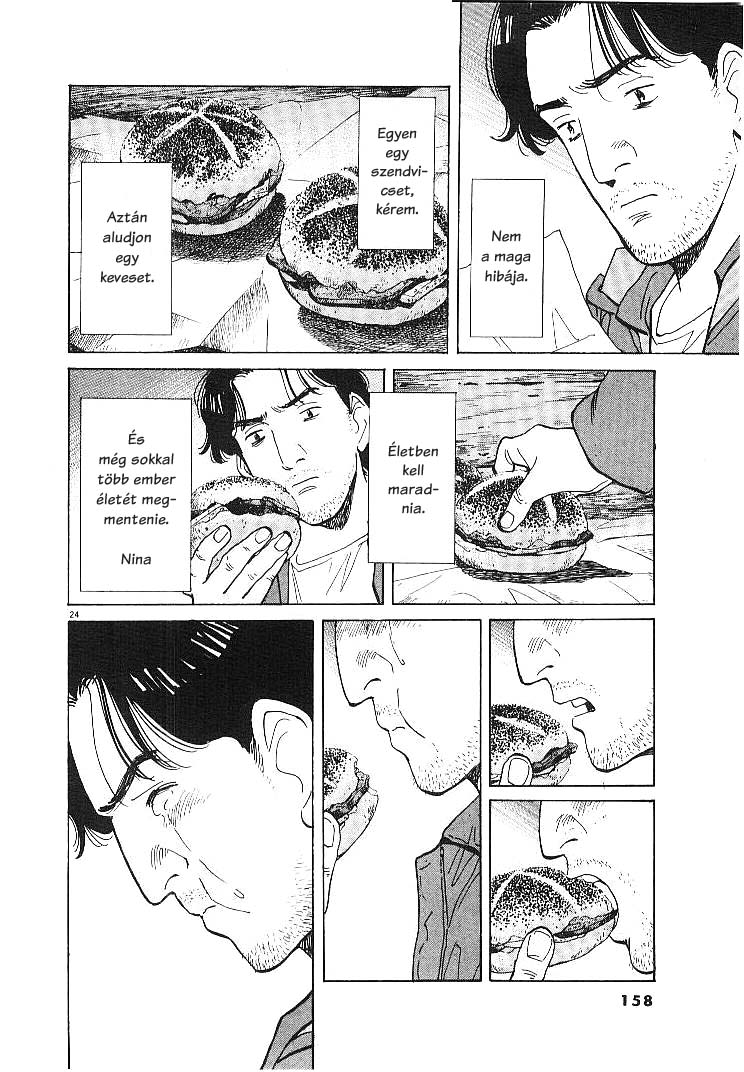 Nem
a maga
hibája.
Egyen
egy
szendvi-
cset,
kérem.
Aztán
aludjon
egy
keveset.
Életben
kell
marad-
nia.
És
még sokkal
több ember
életét meg-
mentenie.
Nina
24
158